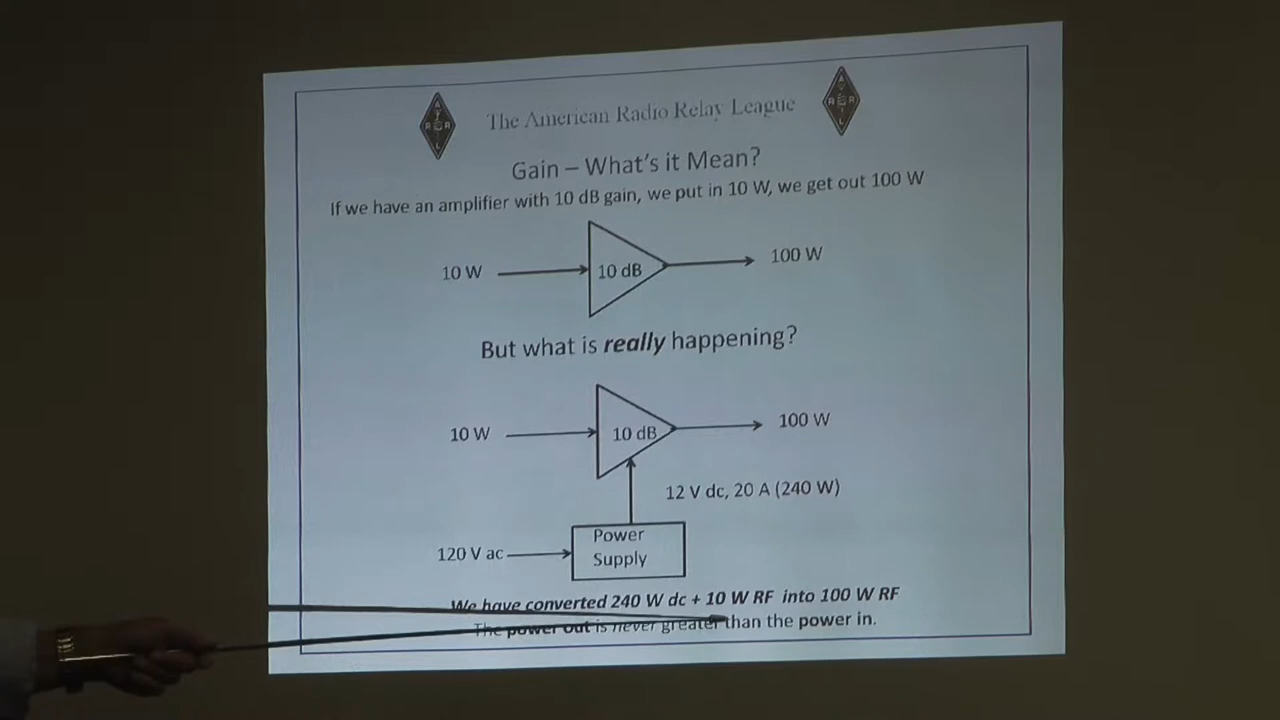 The American Radio Relay League
Gain – What's it Mean?
If we have an amplifier with 10 dB gain, we put in 10 W, we get out 100 W
10 W
10 dB
100 W
But what is really happening?
10 W
10 dB
100 W
12 V dc, 20 A (240 W)
120 V ac
Power
Supply
We have converted 240 W dc + 10 W RF into 100 W RF
The power out is never greater than the power in.